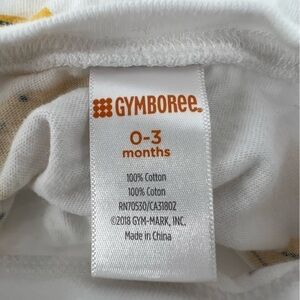 GYMBOREE.
0-3
months
100% Cotton
100% Coton
RN70530/CA31802
©2018 GYM-MARK, INC.
Made in China